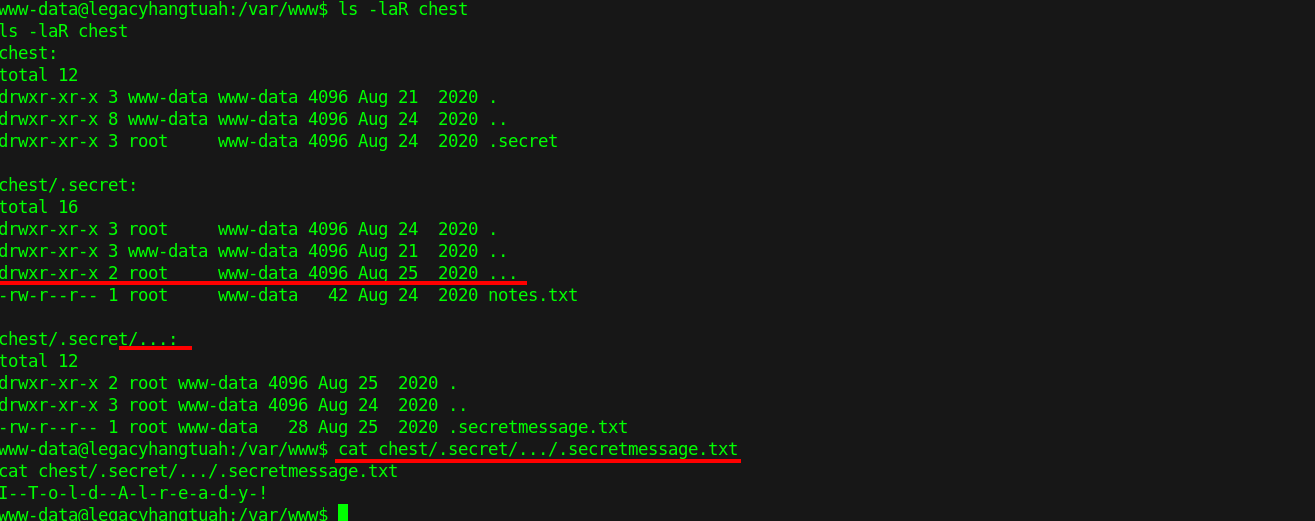 www-data@legacyhangtuah:/var/www$ ls -laR chest
ls -laR chest
chest:
total 12
drwxr-xr-x 3 www-data www-data 4096 Aug 21  2020 .
drwxr-xr-x 8 www-data www-data 4096 Aug 24  2020 ..
drwxr-xr-x 3 root     www-data 4096 Aug 24  2020 .secret
chest/.secret:
total 16
drwxr-xr-x 3 root     www-data 4096 Aug 24  2020 .
drwxr-xr-x 3 www-data www-data 4096 Aug 21  2020 ..
drwxr-xr-x 2 root     www-data 4096 Aug 25  2020 ...
-rw-r--r-- 1 root     www-data   42 Aug 24  2020 notes.txt
chest/.secret/...:
total 12
drwxr-xr-x 2 root www-data 4096 Aug 25  2020 .
drwxr-xr-x 3 root www-data 4096 Aug 24  2020 ..
-rw-r--r-- 1 root www-data   28 Aug 25  2020 .secretmessage.txt
www-data@legacyhangtuah:/var/www$ cat chest/.secret/.../.secretmessage.txt
cat chest/.secret/.../.secretmessage.txt
I--T-o-l-d--A-l-r-e-a-d-y-!
www-data@legacyhangtuah:/var/www$